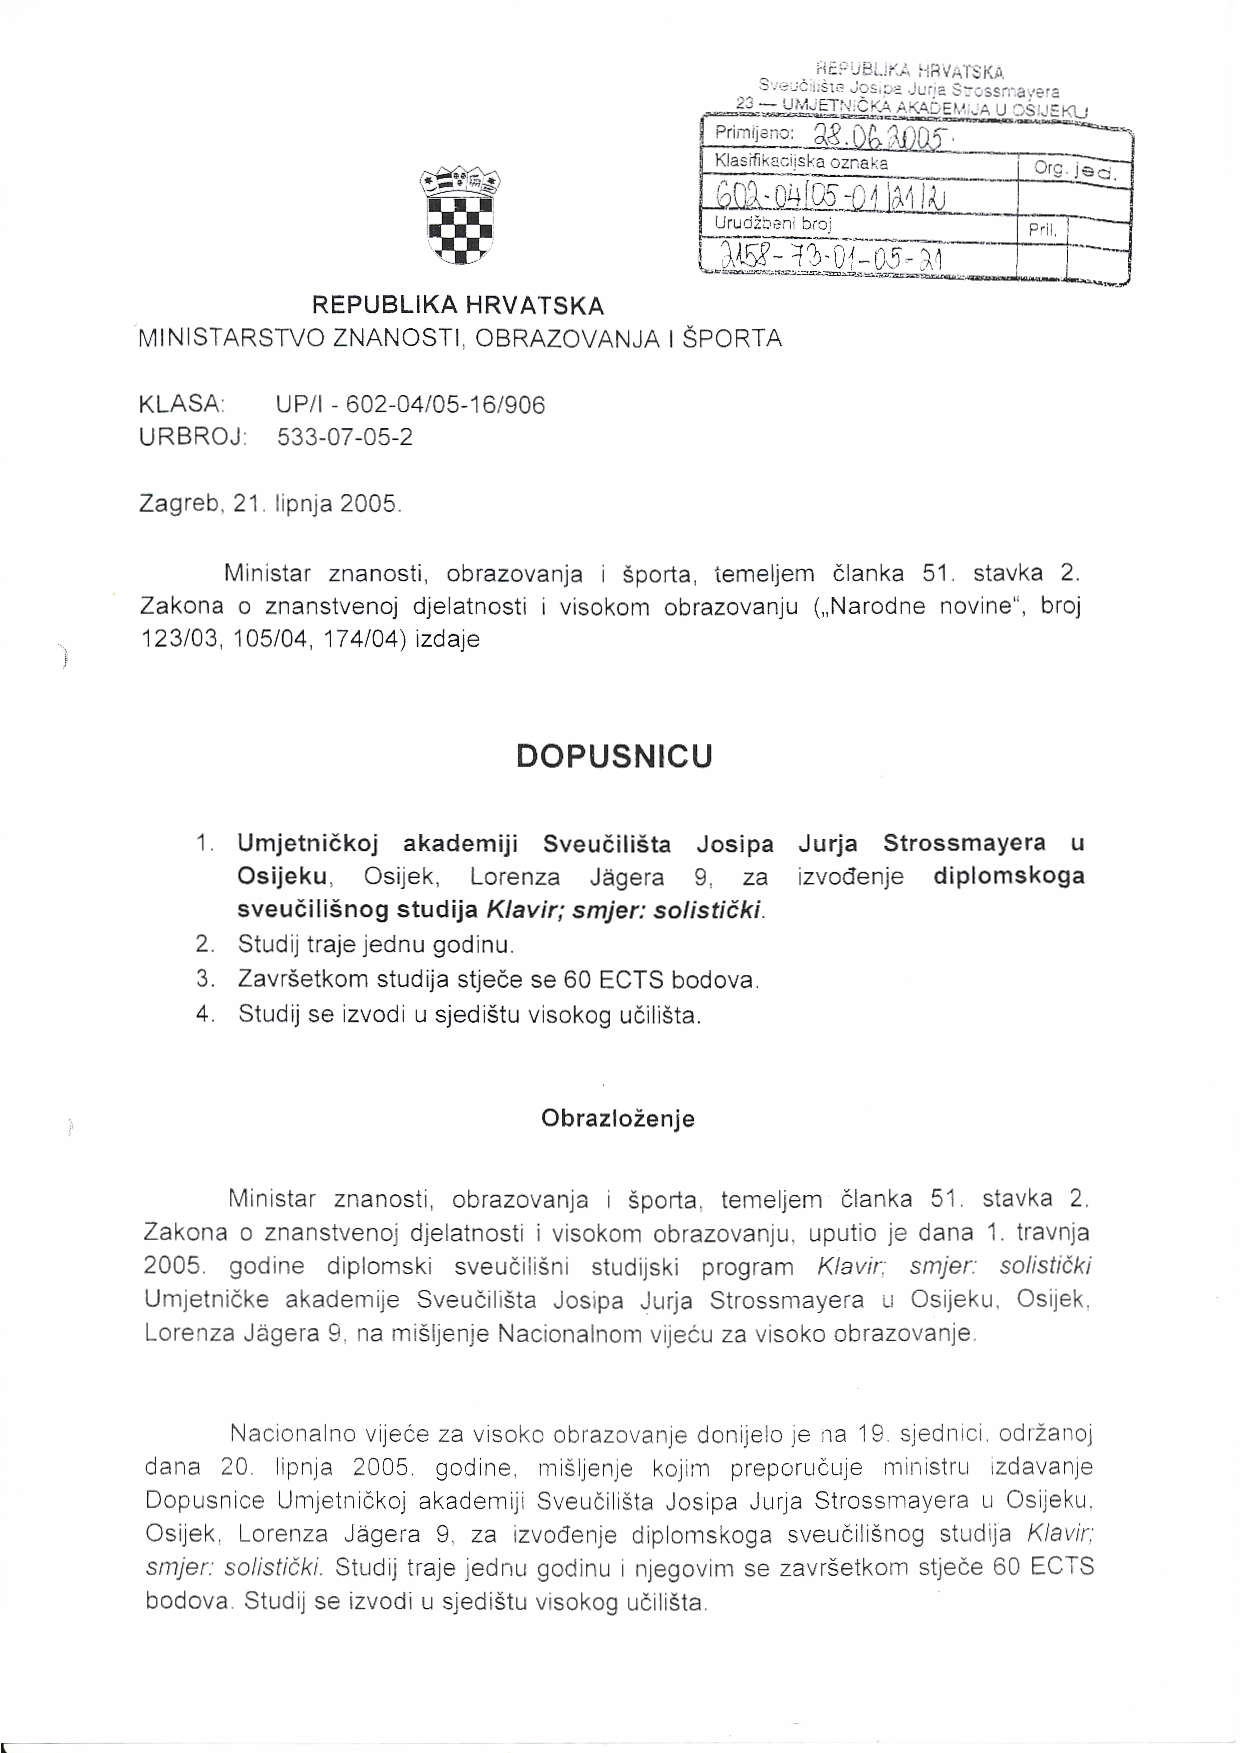 REPUBLIKA HRVATSKA
Sveučilište Josipa Jurja Strossmayera
23 — UMJETNIČKA AKADEMIJA U OSIJEKU
Primljeno: 28.06.2005.
Klasifikacijska oznaka Org. jed.
602-04/05-01/21/2
Urudžbeni broj Pril.
2158-73-01-05-21
REPUBLIKA HRVATSKA
MINISTARSTVO ZNANOSTI, OBRAZOVANJA I ŠPORTA
KLASA: UP/I - 602-04/05-16/906
URBROJ: 533-07-05-2
Zagreb, 21. lipnja 2005.
Ministar znanosti, obrazovanja i športa, temeljem članka 51. stavka 2.
Zakona o znanstvenoj djelatnosti i visokom obrazovanju („Narodne novine“, broj
123/03, 105/04, 174/04) izdaje
DOPUSNICU
1. Umjetničkoj akademiji Sveučilišta Josipa Jurja Strossmayera u
Osijeku, Osijek, Lorenza Jägera 9, za izvođenje diplomskoga
sveučilišnog studija Klavir; smjer: solistički.
2. Studij traje jednu godinu.
3. Završetkom studija stječe se 60 ECTS bodova.
4. Studij se izvodi u sjedištu visokog učilišta.
Obrazloženje
Ministar znanosti, obrazovanja i športa, temeljem članka 51. stavka 2.
Zakona o znanstvenoj djelatnosti i visokom obrazovanju, uputio je dana 1. travnja
2005. godine diplomski sveučilišni studijski program Klavir; smjer: solistički
Umjetničke akademije Sveučilišta Josipa Jurja Strossmayera u Osijeku, Osijek,
Lorenza Jägera 9, na mišljenje Nacionalnom vijeću za visoko obrazovanje.
Nacionalno vijeće za visoko obrazovanje donijelo je na 19. sjednici, održanoj
dana 20. lipnja 2005. godine, mišljenje kojim preporučuje ministru izdavanje
Dopusnice Umjetničkoj akademiji Sveučilišta Josipa Jurja Strossmayera u Osijeku,
Osijek, Lorenza Jägera 9, za izvođenje diplomskoga sveučilišnog studija Klavir;
smjer: solistički. Studij traje jednu godinu i njegovim se završetkom stječe 60 ECTS
bodova. Studij se izvodi u sjedištu visokog učilišta.